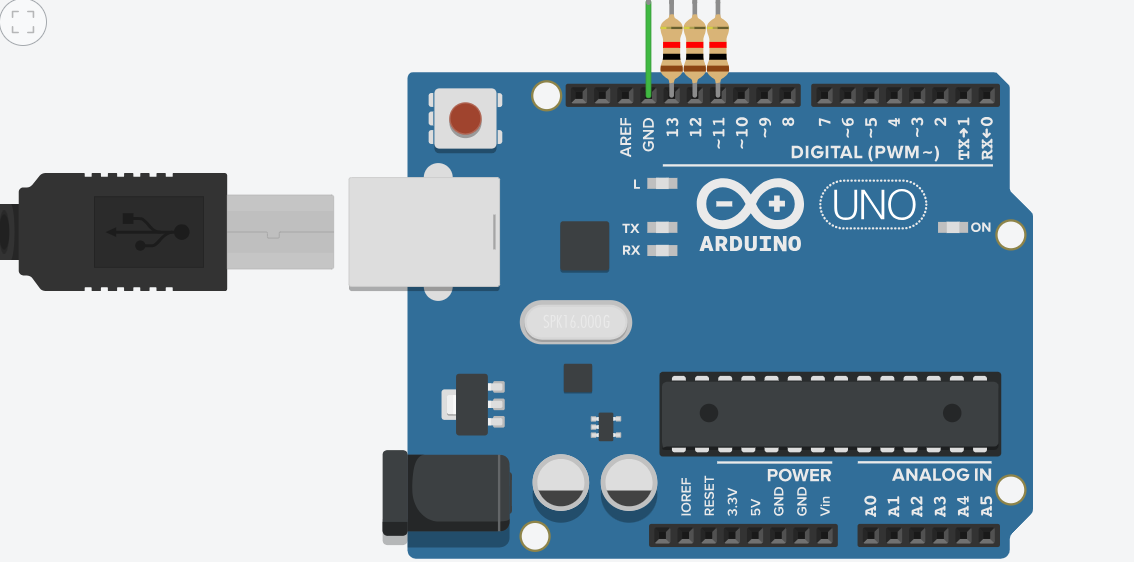 AREF
GND
13
12
~11
~10
~9
8
7
~6
~5
4
~3
2
TX→1
RX←0
DIGITAL (PWM~)
L
TX
RX
ARDUINO
UNO
ON
SPK16.000G
POWER
ANALOG IN
IOREF
RESET
3.3V
5V
GND
GND
Vin
A0
A1
A2
A3
A4
A5